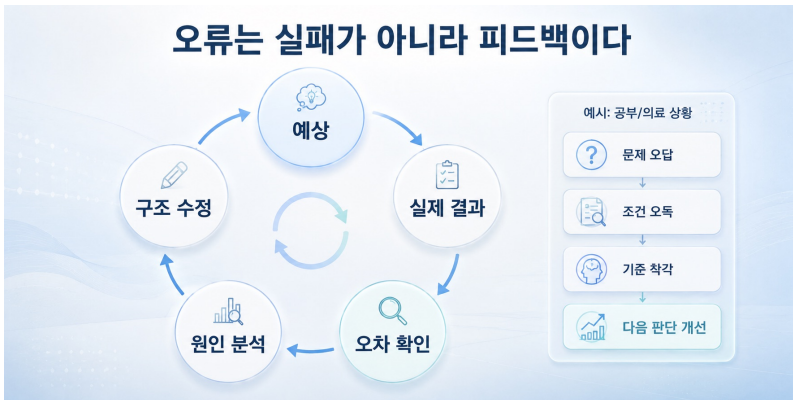 오류는 실패가 아니라 피드백이다
예상
실제 결과
오차 확인
원인 분석
구조 수정
예시: 공부/의료 상황
문제 오답
조건 오독
기준 착각
다음 판단 개선